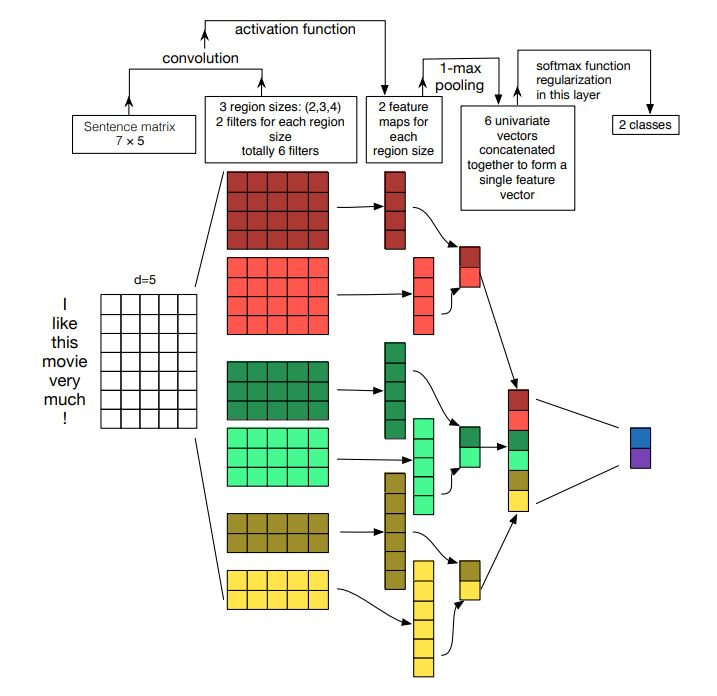 activation function
convolution
1-max
pooling
softmax function
regularization
in this layer
Sentence matrix
7 × 5
3 region sizes: (2,3,4)
2 filters for each region
size
totally 6 filters
2 feature
maps for
each
region size
6 univariate
vectors
concatenated
together to form a
single feature
vector
2 classes
d=5
I
like
this
movie
very
much
!